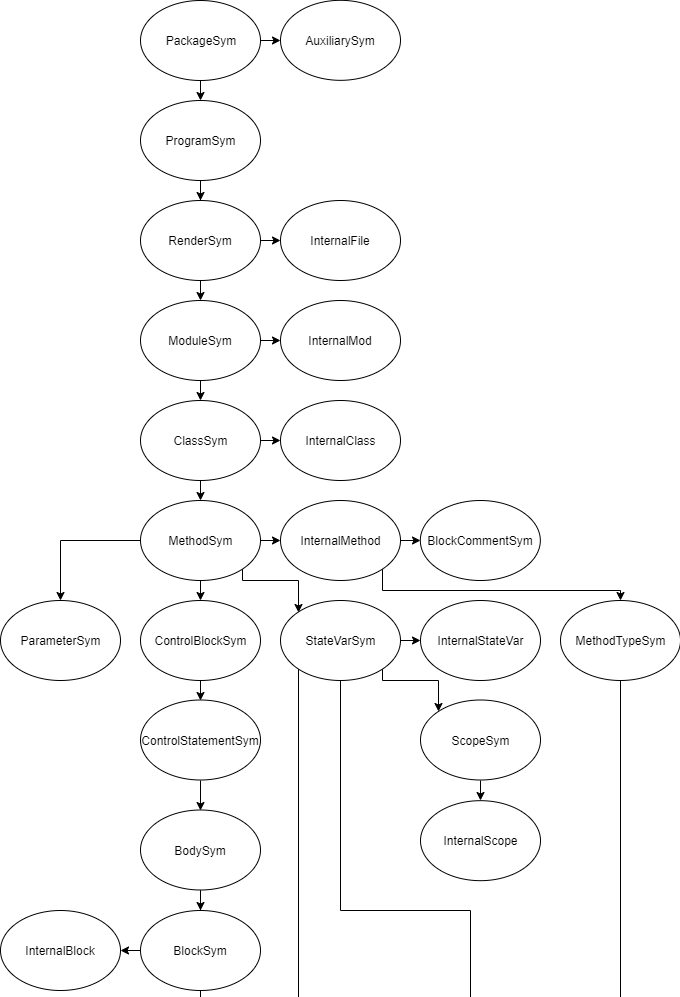 PackageSym
AuxiliarySym
ProgramSym
RenderSym
InternalFile
ModuleSym
InternalMod
ClassSym
InternalClass
MethodSym
InternalMethod
BlockCommentSym
ParameterSym
ControlBlockSym
StateVarSym
InternalStateVar
MethodTypeSym
ControlStatementSym
ScopeSym
InternalScope
BodySym
InternalBlock
BlockSym